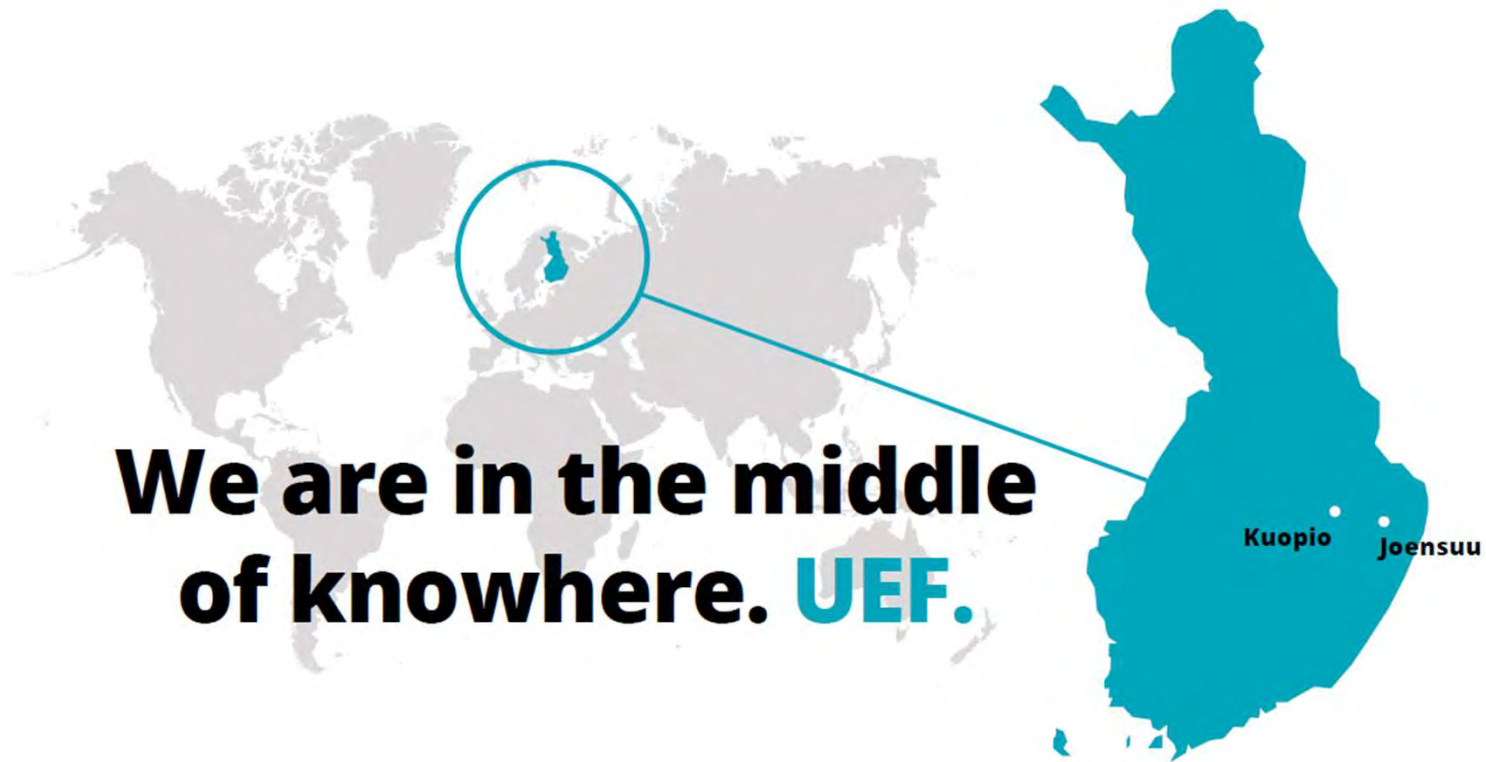 We are in the middle
of knowhere. UEF.
Kuopio
Joensuu